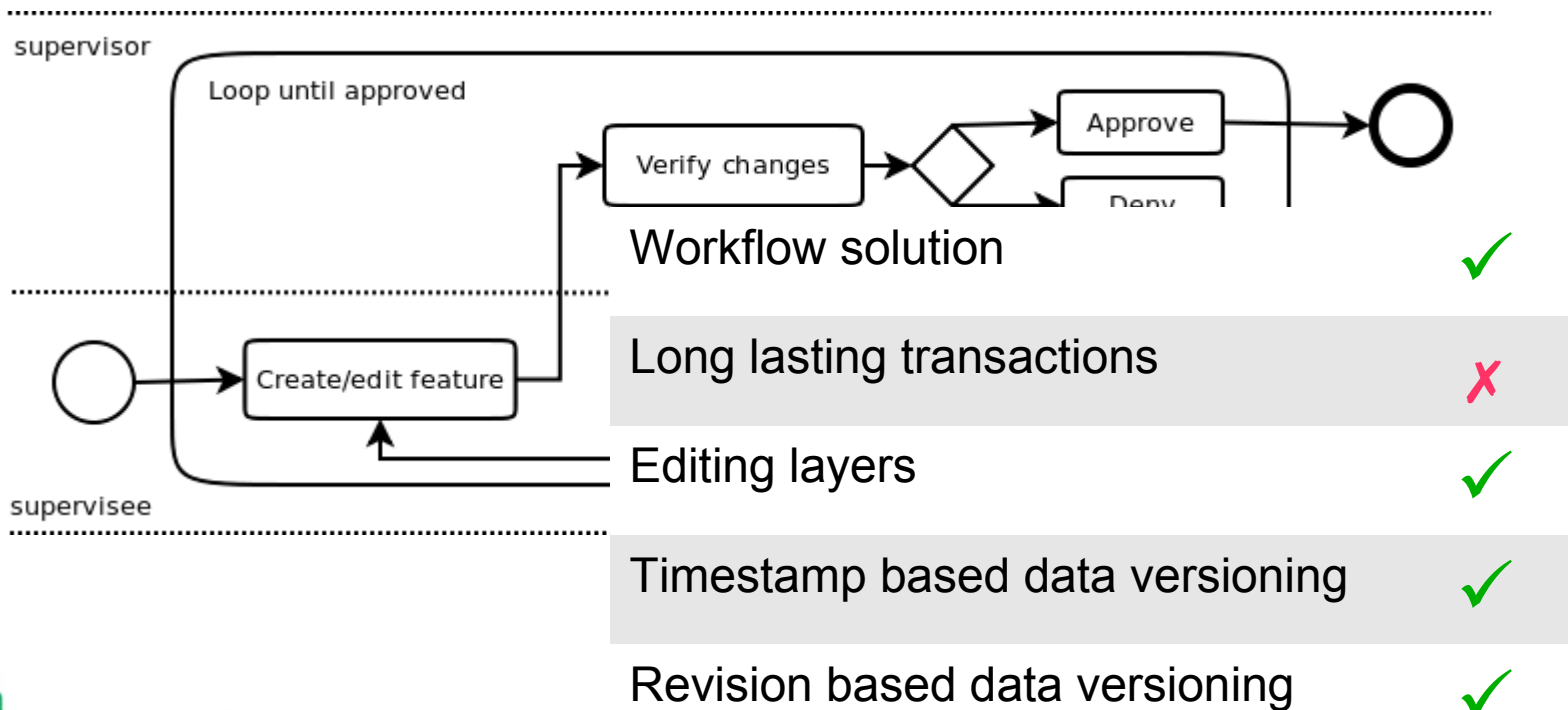 supervisor
Loop until approved
Approve
Verify changes
Deny
Workflow solution
✓
Long lasting transactions
✗
Create/edit feature
Editing layers
✓
supervisee
Timestamp based data versioning
✓
Revision based data versioning
✓